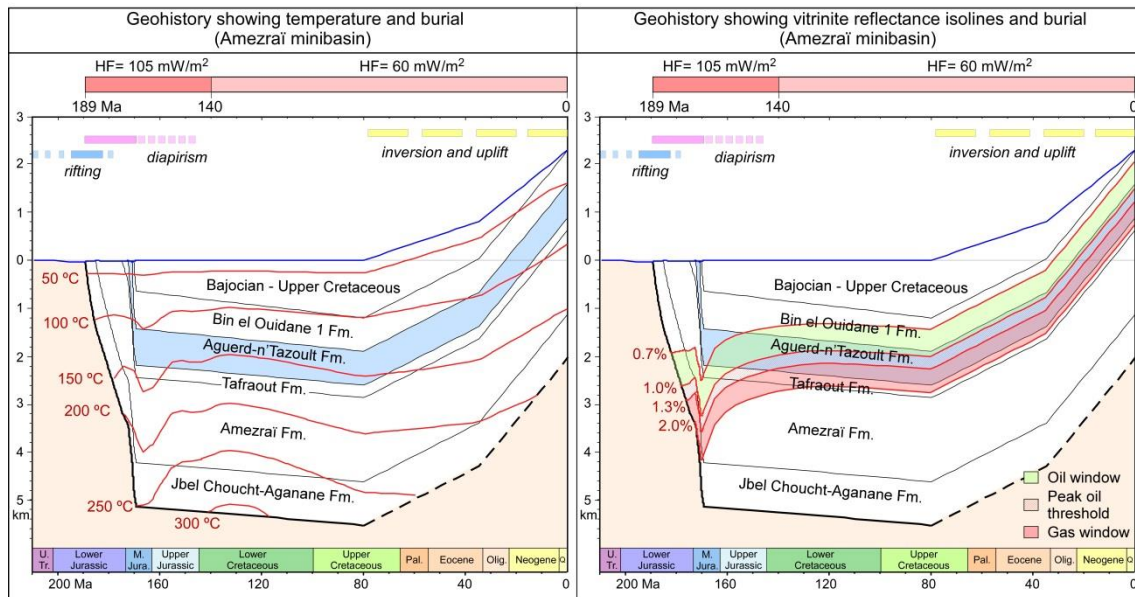 Geohistory showing temperature and burial
(Amezraï minibasin)
HF= 105 mW/m²
HF= 60 mW/m²
189 Ma
140
0
3
2
1
0
1
2
3
4
5
km.
rifting
diapirism
inversion and uplift
50 ºC
100 ºC
150 ºC
200 ºC
250 ºC
300 ºC
Bajocian - Upper Cretaceous
Bin el Ouidane 1 Fm.
Aguerd-n'Tazoult Fm.
Tafraout Fm.
Amezraï Fm.
Jbel Choucht-Aganane Fm.
U. Tr.
Lower Jurassic
M. Jura.
Upper Jurassic
Lower Cretaceous
Upper Cretaceous
Pal.
Eocene
Olig.
Neogene
Q
200 Ma
160
120
80
40
0
Geohistory showing vitrinite reflectance isolines and burial
(Amezraï minibasin)
HF= 105 mW/m²
HF= 60 mW/m²
189 Ma
140
0
3
2
1
0
1
2
3
4
5
km.
rifting
diapirism
inversion and uplift
0.7%
1.0%
1.3%
2.0%
Bajocian - Upper Cretaceous
Bin el Ouidane 1 Fm.
Aguerd-n'Tazoult Fm.
Tafraout Fm.
Amezraï Fm.
Jbel Choucht-Aganane Fm.
Oil window
Peak oil
threshold
Gas window
U. Tr.
Lower Jurassic
M. Jura.
Upper Jurassic
Lower Cretaceous
Upper Cretaceous
Pal.
Eocene
Olig.
Neogene
Q
200 Ma
160
120
80
40
0